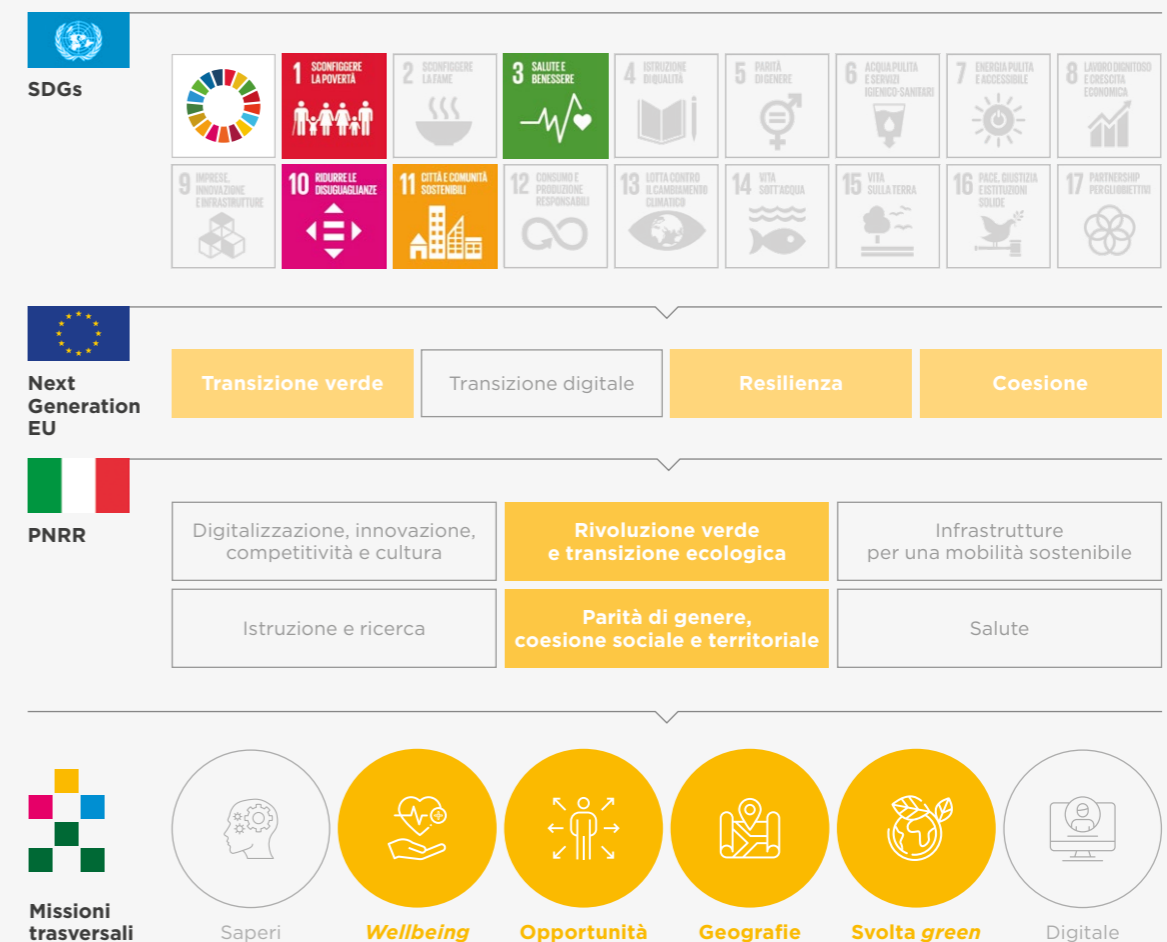 SDGs
1 SCONFIGGERE
LA POVERTÀ
2 SCONFIGGERE
LA FAME
3 SALUTE E
BENESSERE
4 ISTRUZIONE
DI QUALITÀ
5 PARITÀ
DI GENERE
6 ACQUA PULITA
E SERVIZI
IGIENICO-SANITARI
7 ENERGIA PULITA
E ACCESSIBILE
8 LAVORO DIGNITOSO
E CRESCITA
ECONOMICA
9 IMPRESE,
INNOVAZIONE
E INFRASTRUTTURE
10 RIDURRE LE
DISUGUAGLIANZE
11 CITTÀ E COMUNITÀ
SOSTENIBILI
12 CONSUMO E
PRODUZIONE
RESPONSABILI
13 LOTTA CONTRO
IL CAMBIAMENTO
CLIMATICO
14 VITA
SOTT'ACQUA
15 VITA
SULLA TERRA
16 PACE, GIUSTIZIA
E ISTITUZIONI
SOLIDE
17 PARTNERSHIP
PER GLI OBIETTIVI
Next
Generation
EU
Transizione verde
Transizione digitale
Resilienza
Coesione
PNRR
Digitalizzazione, innovazione,
competitività e cultura
Rivoluzione verde
e transizione ecologica
Infrastrutture
per una mobilità sostenibile
Istruzione e ricerca
Parità di genere,
coesione sociale e territoriale
Salute
Missioni
trasversali
Saperi
Wellbeing
Opportunità
Geografie
Svolta green
Digitale